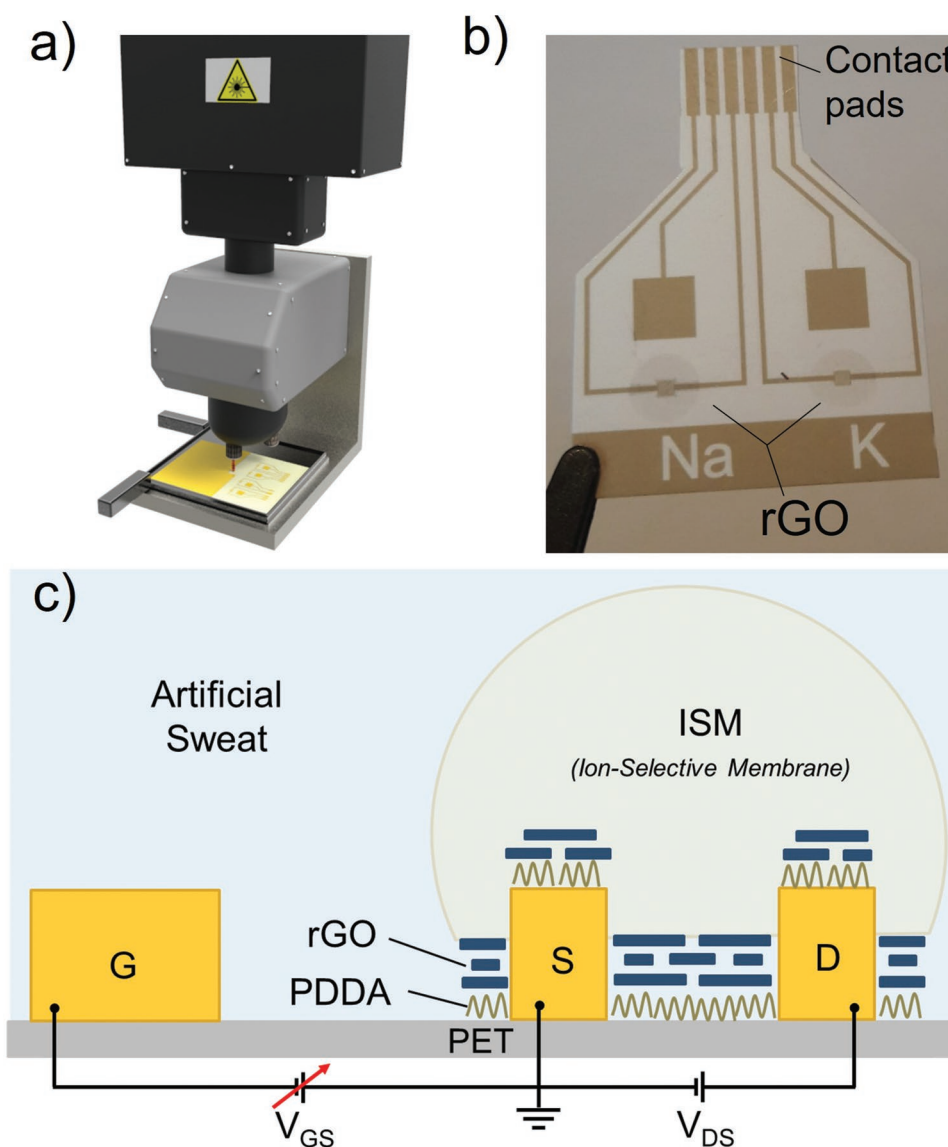 a)
b)
Contact
pads
Na
K
rGO
c)
Artificial
Sweat
ISM
(Ion-Selective Membrane)
rGO
PDDA
G
S
D
PET
V_GS
V_DS